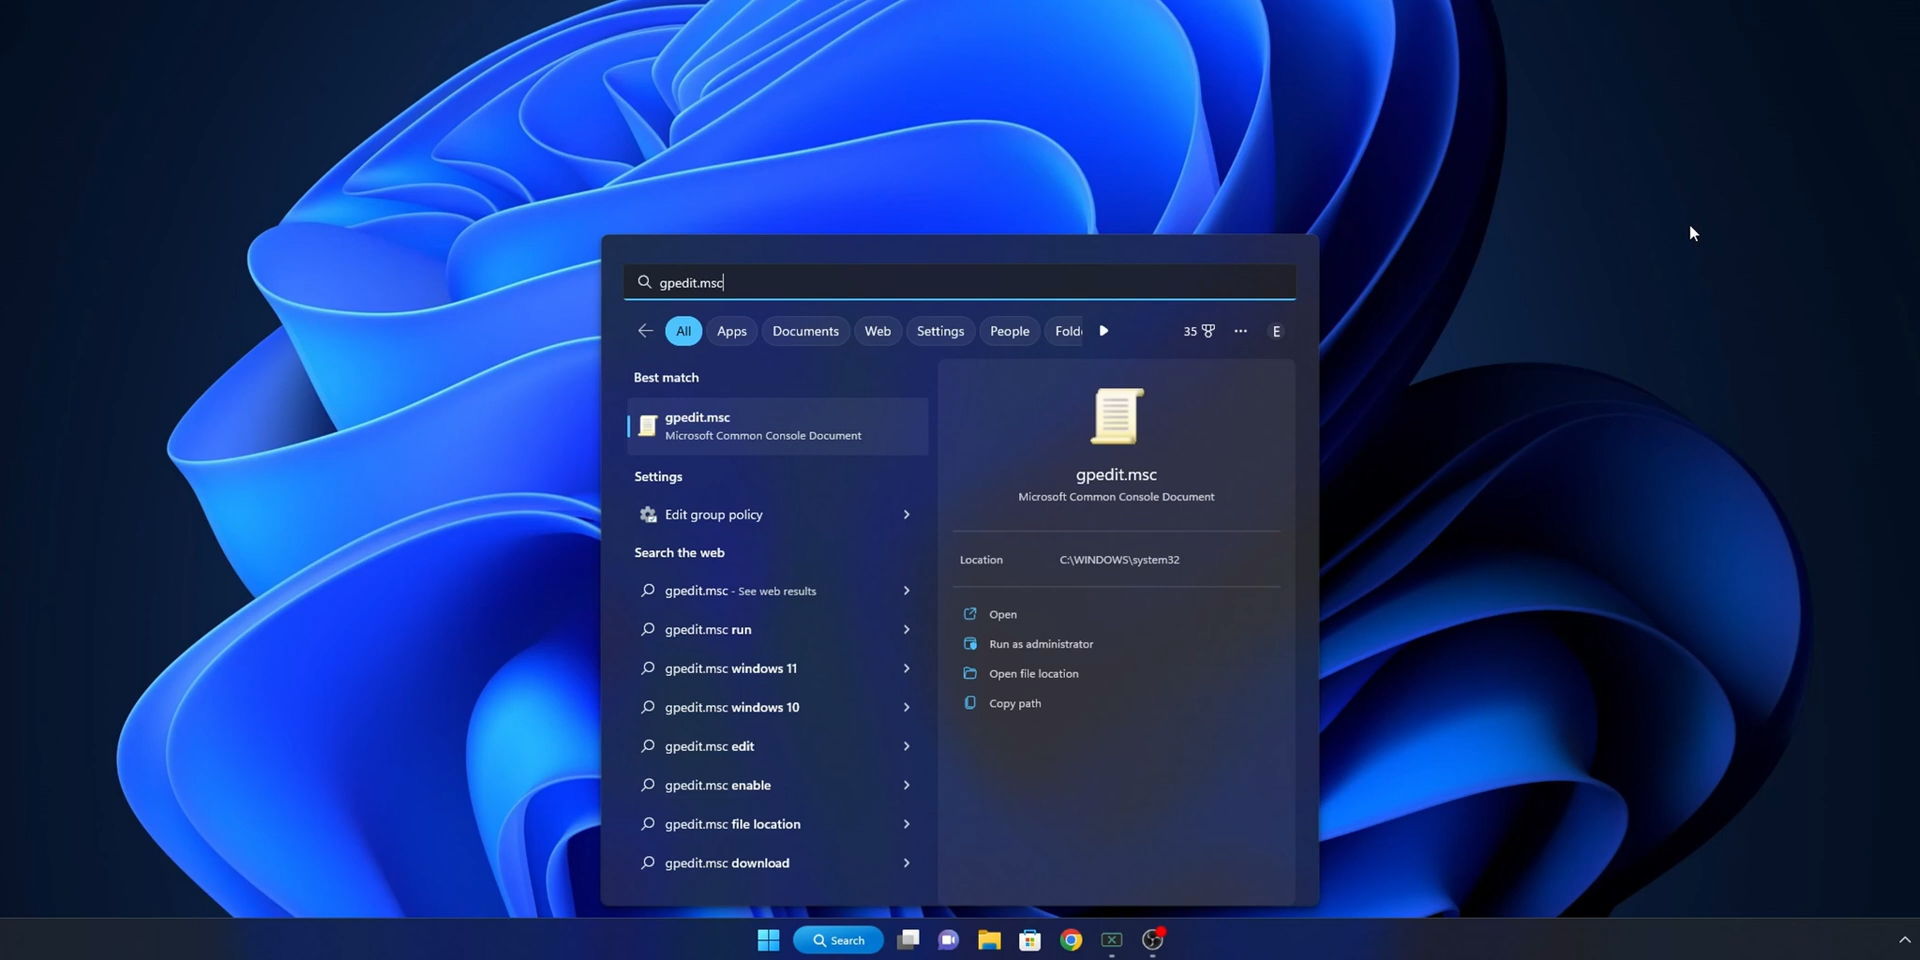 gpedit.msc
All Apps Documents Web Settings People Folde 35 E
Best match
gpedit.msc
Microsoft Common Console Document
Settings
Edit group policy
Search the web
gpedit.msc - See web results
gpedit.msc run
gpedit.msc windows 11
gpedit.msc windows 10
gpedit.msc edit
gpedit.msc enable
gpedit.msc file location
gpedit.msc download
gpedit.msc
Microsoft Common Console Document
Location C:\WINDOWS\system32
Open
Run as administrator
Open file location
Copy path
Search